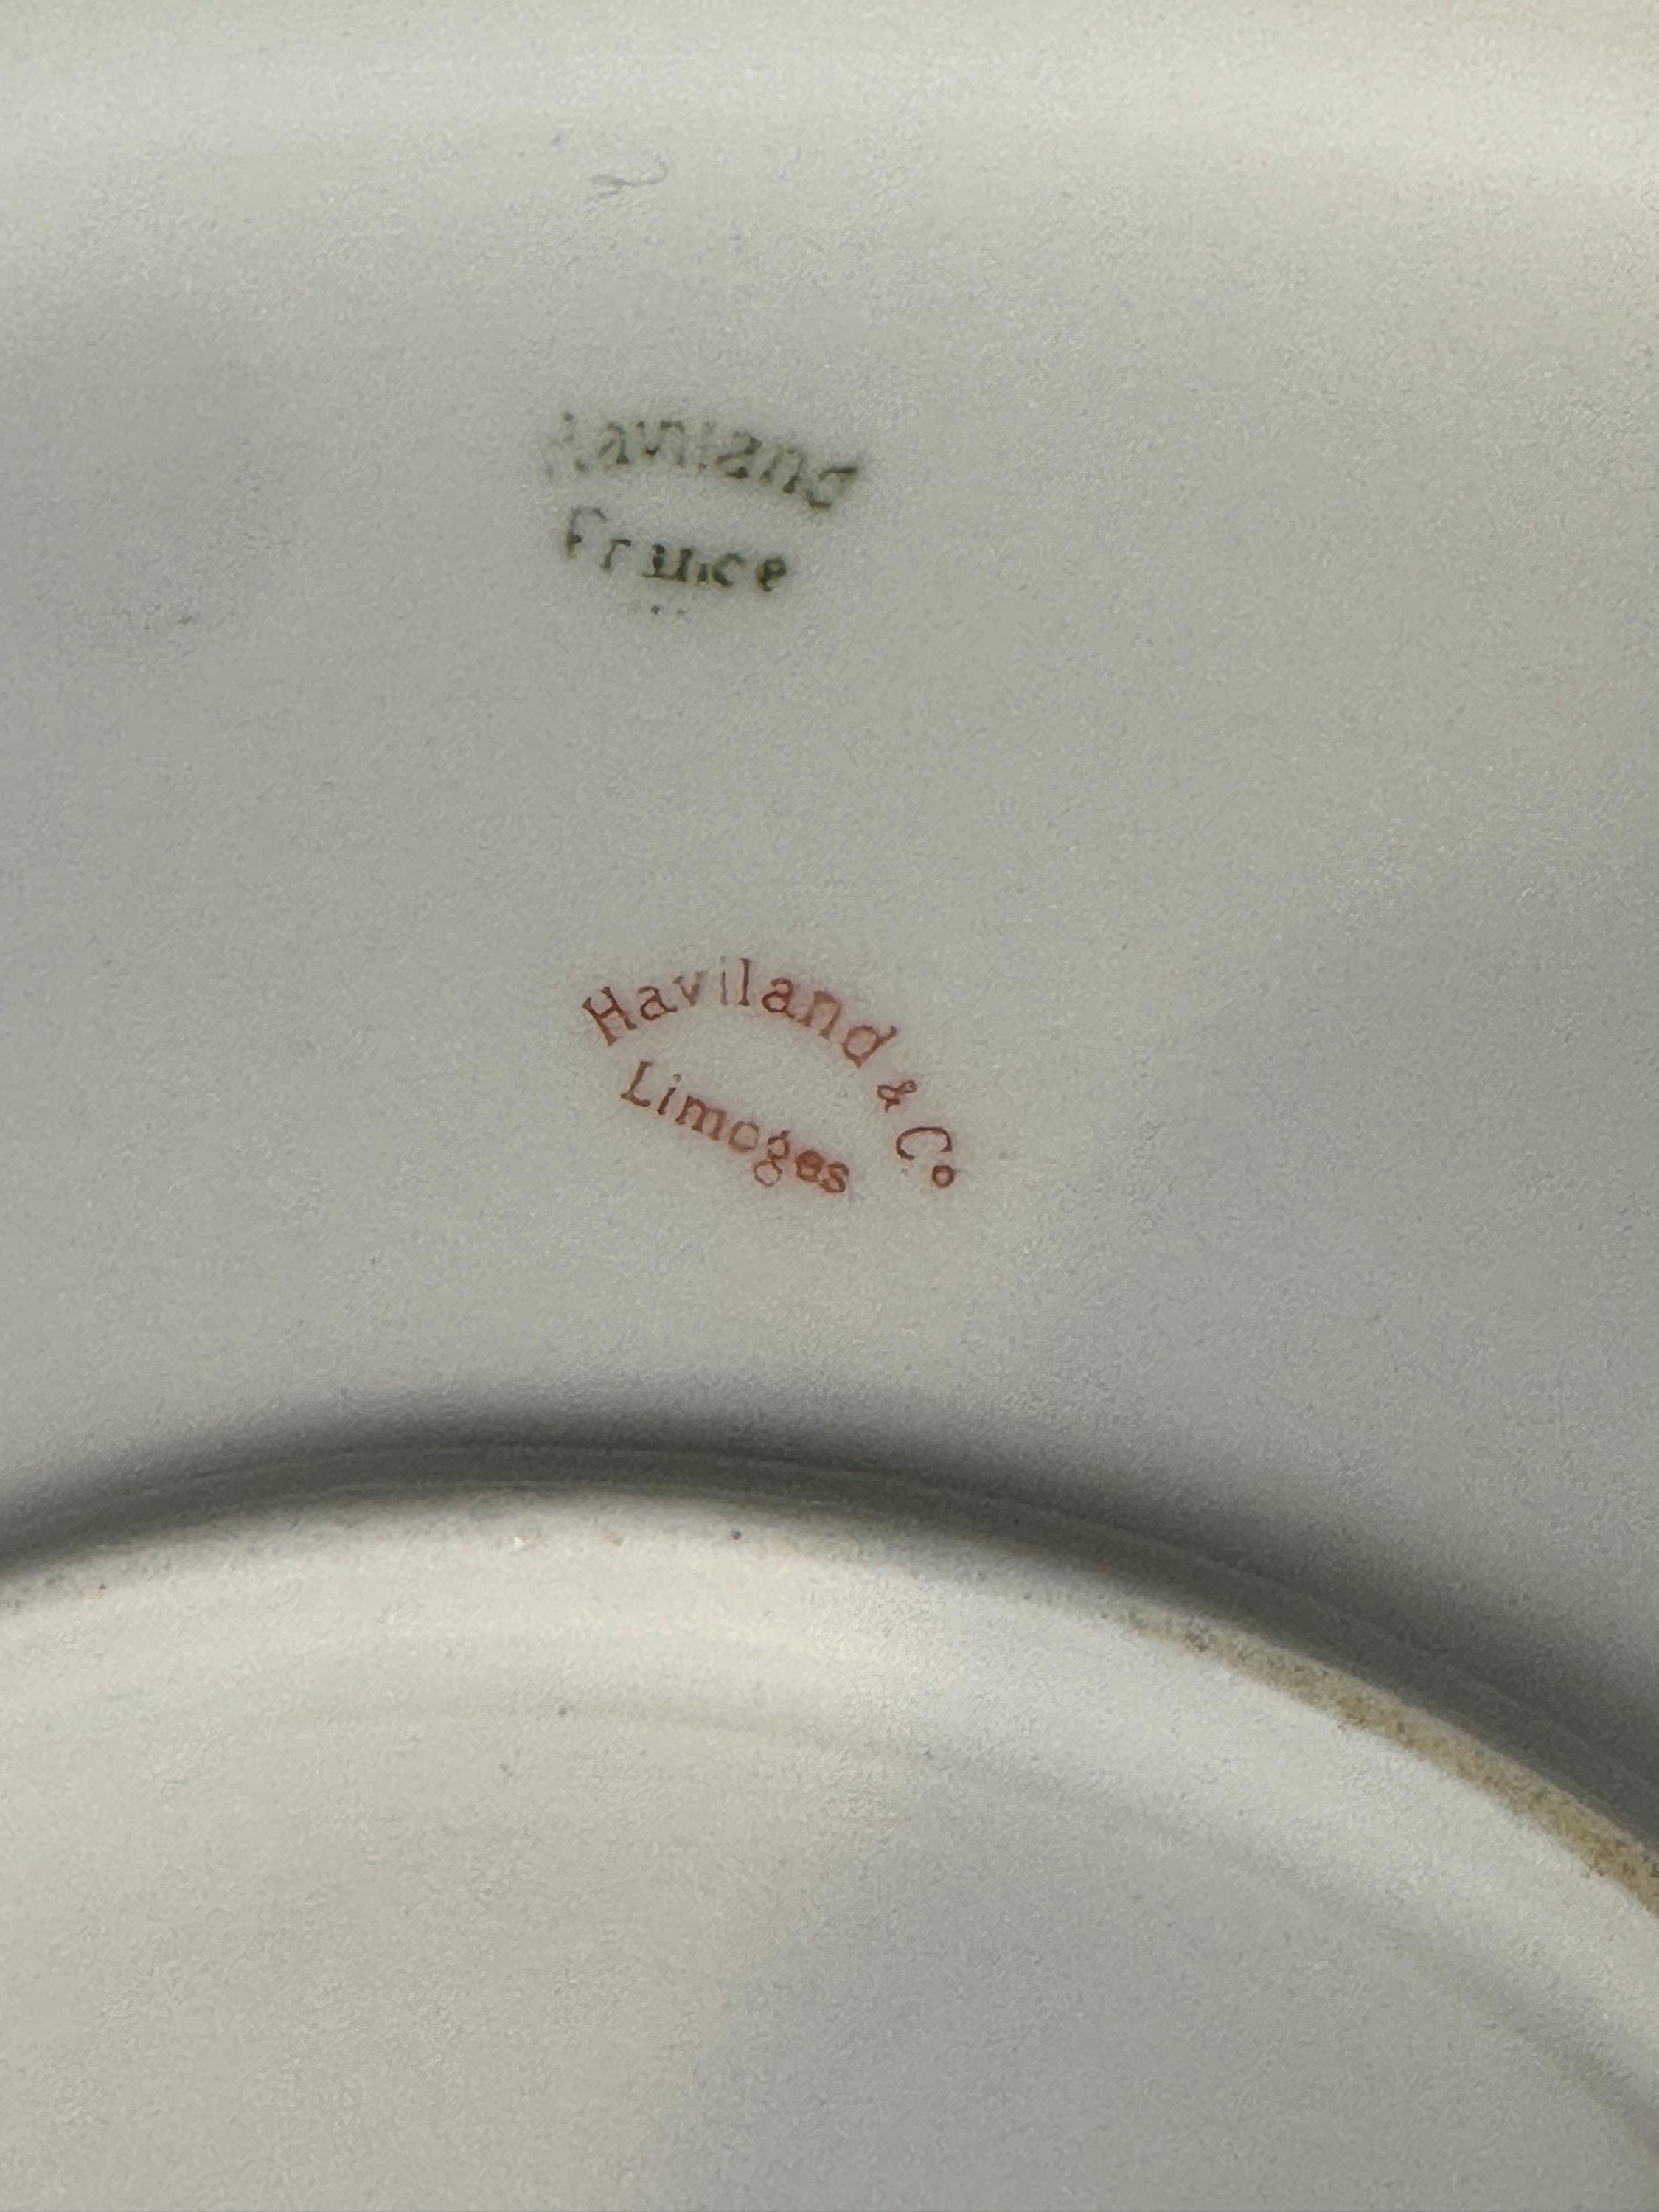 Haviland
France
Haviland & Co
Limoges